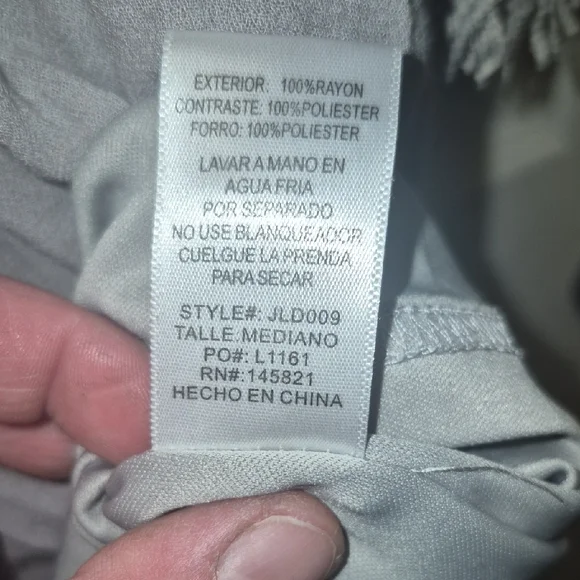 EXTERIOR: 100%RAYON
CONTRASTE: 100%POLIESTER
FORRO: 100%POLIESTER
LAVAR A MANO EN
AGUA FRIA
POR SEPARADO
NO USE BLANQUEADOR
CUELGUE LA PRENDA
PARA SECAR
STYLE#: JLD009
TALLE.MEDIANO
PO#: L1161
RN#:145821
HECHO EN CHINA